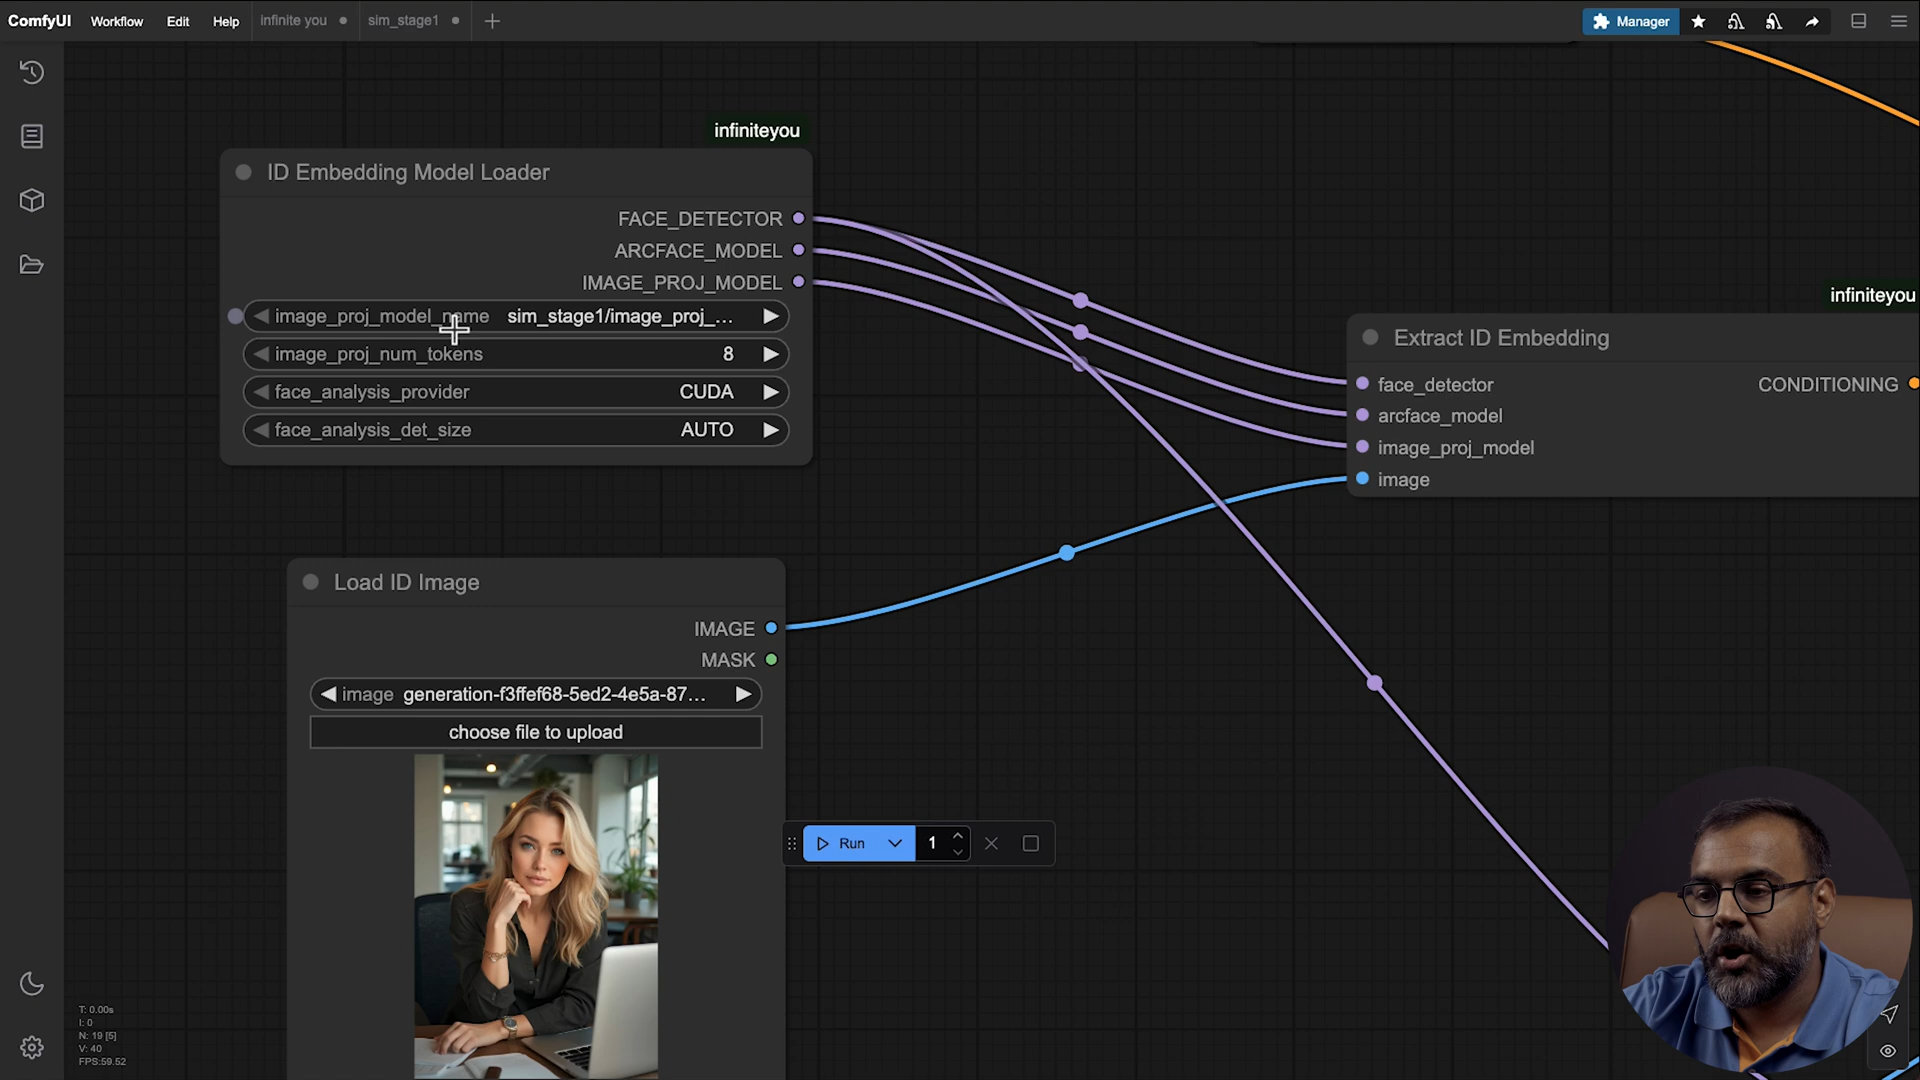 ComfyUI Workflow Edit Help infinite you sim_stage1 Manager
infiniteyou
ID Embedding Model Loader
FACE_DETECTOR
ARCFACE_MODEL
IMAGE_PROJ_MODEL
image_proj_model_name sim_stage1/image_proj_...
image_proj_num_tokens 8
face_analysis_provider CUDA
face_analysis_det_size AUTO
infiniteyou
Extract ID Embedding
face_detector CONDITIONING
arcface_model
image_proj_model
image
Load ID Image
IMAGE
MASK
image generation-f3ffef68-5ed2-4e5a-87...
choose file to upload
Run 1
T: 0.00s
I: 0
N: 19 [5]
V: 40
FPS:59.52